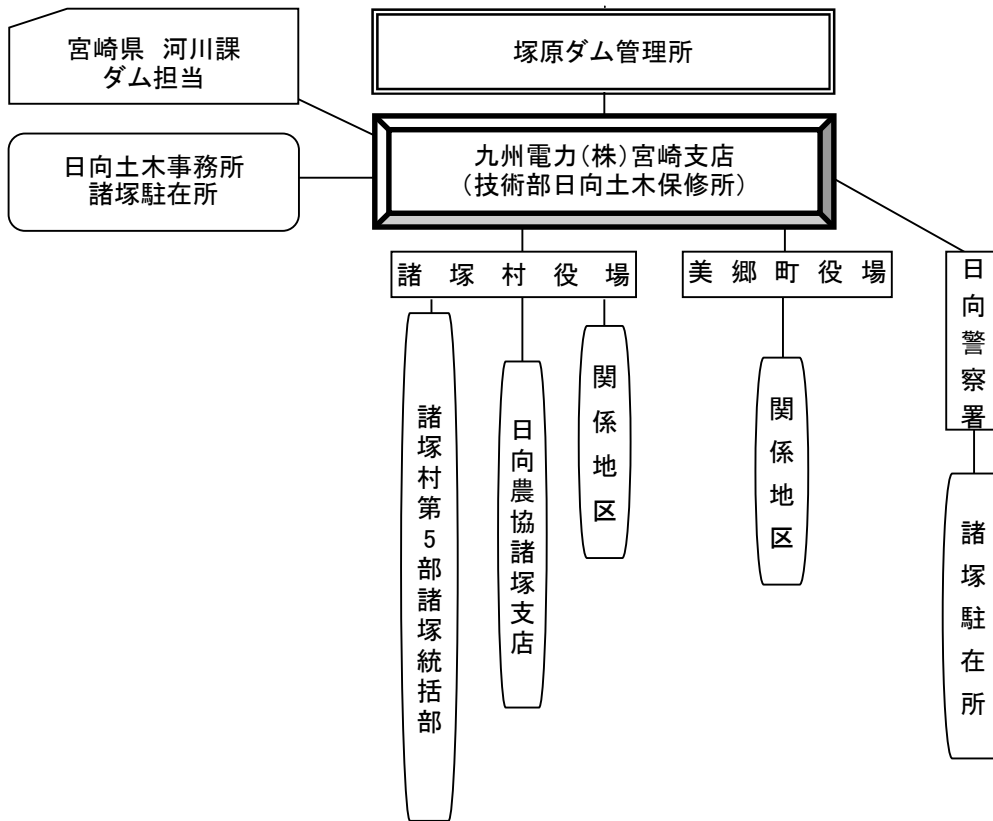 宮崎県 河川課
ダム担当
塚原ダム管理所
日向土木事務所
諸塚駐在所
九州電力(株)宮崎支店
(技術部日向土木保修所)
諸塚村役場
美郷町役場
日向警察署
諸塚村第5部諸塚統括部
日向農協諸塚支店
関係地区
関係地区
諸塚駐在所